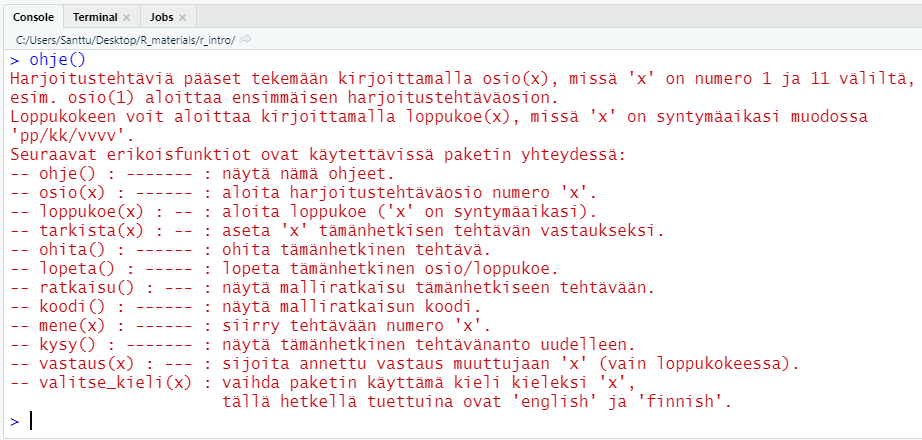 Console Terminal × Jobs ×
C:/Users/Santtu/Desktop/R_materials/r_intro/
> ohje()
Harjoitustehtäviä pääset tekemään kirjoittamalla osio(x), missä 'x' on numero 1 ja 11 väliltä,
esim. osio(1) aloittaa ensimmäisen harjoitustehtäväosion.
Loppukokeen voit aloittaa kirjoittamalla loppukoe(x), missä 'x' on syntymäaikasi muodossa
'pp/kk/vvvv'.
Seuraavat erikoisfunktiot ovat käytettävissä paketin yhteydessä:
-- ohje() : ------- : näytä nämä ohjeet.
-- osio(x) : ------ : aloita harjoitustehtäväosio numero 'x'.
-- loppukoe(x) : -- : aloita loppukoe ('x' on syntymäaikasi).
-- tarkista(x) : -- : aseta 'x' tämänhetkisen tehtävän vastaukseksi.
-- ohita() : ------ : ohita tämänhetkinen tehtävä.
-- lopeta() : ----- : lopeta tämänhetkinen osio/loppukoe.
-- ratkaisu() : --- : näytä malliratkaisu tämänhetkiseen tehtävään.
-- koodi() : ------ : näytä malliratkaisun koodi.
-- mene(x) : ------ : siirry tehtävään numero 'x'.
-- kysy() : ------- : näytä tämänhetkinen tehtävänanto uudelleen.
-- vastaus(x) : --- : sijoita annettu vastaus muuttujaan 'x' (vain loppukokeessa).
-- valitse_kieli(x) : vaihda paketin käyttämä kieli kieleksi 'x',
tällä hetkellä tuettuina ovat 'english' ja 'finnish'.
>